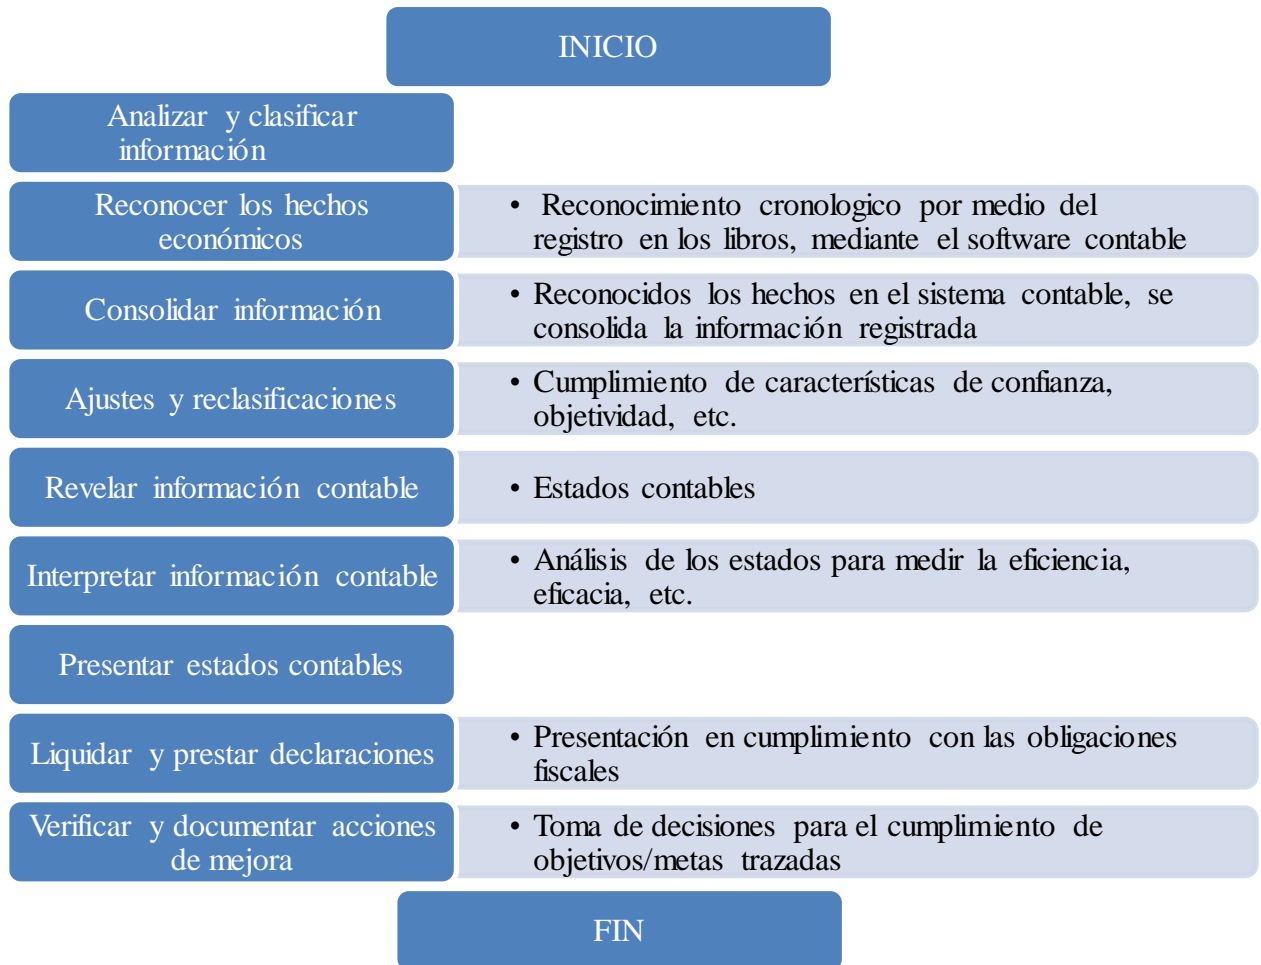 INICIO
Analizar y clasificar
información
Reconocer los hechos
económicos
• Reconocimiento cronologico por medio del
registro en los libros, mediante el software contable
Consolidar información
• Reconocidos los hechos en el sistema contable, se
consolida la información registrada
Ajustes y reclasificaciones
• Cumplimiento de características de confianza,
objetividad, etc.
Revelar información contable
• Estados contables
Interpretar información contable
• Análisis de los estados para medir la eficiencia,
eficacia, etc.
Presentar estados contables
Liquidar y prestar declaraciones
• Presentación en cumplimiento con las obligaciones
fiscales
Verificar y documentar acciones
de mejora
• Toma de decisiones para el cumplimiento de
objetivos/metas trazadas
FIN